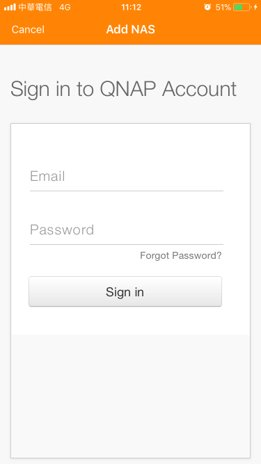 中華電信 4G 11:12 51%
Cancel Add NAS
Sign in to QNAP Account
Email
Password
Forgot Password?
Sign in